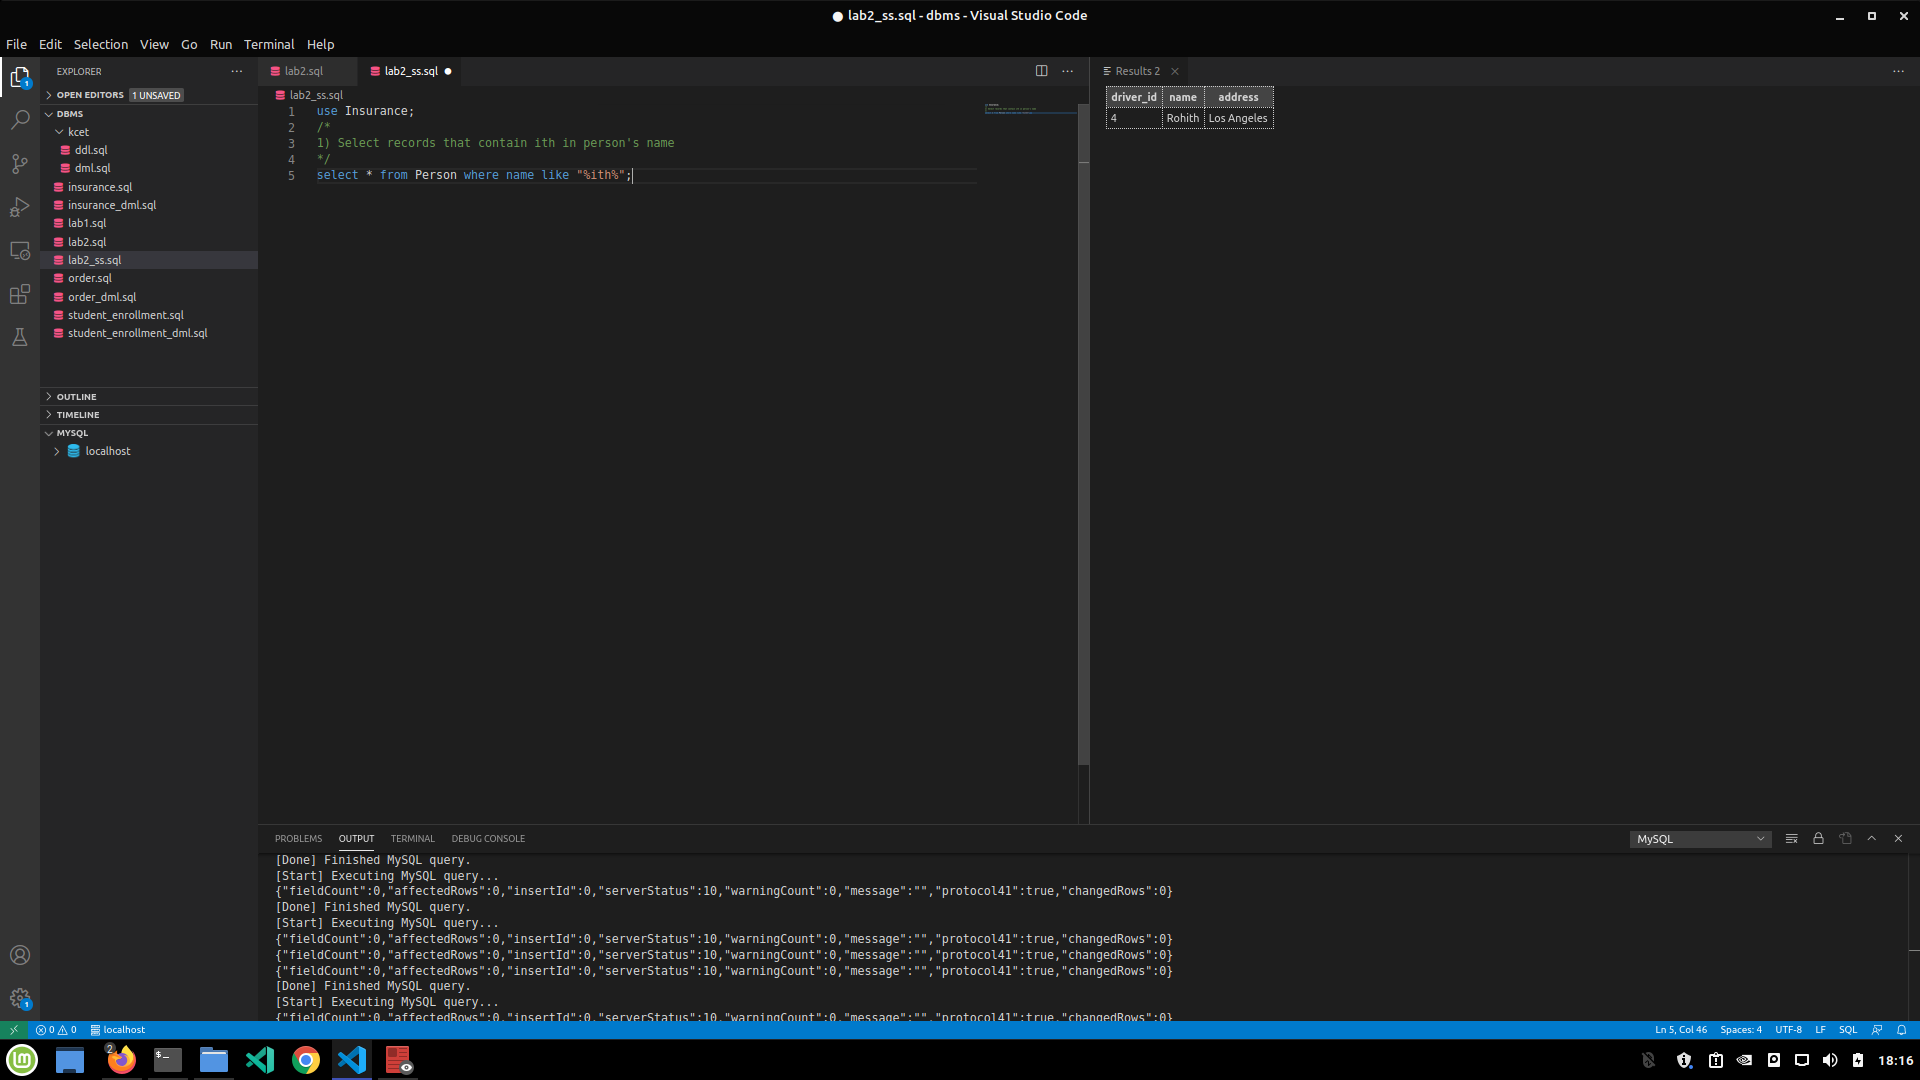 lab2_ss.sql - dbms - Visual Studio Code
File Edit Selection View Go Run Terminal Help
EXPLORER
OPEN EDITORS 1 UNSAVED
DBMS
kcet
ddl.sql
dml.sql
insurance.sql
insurance_dml.sql
lab1.sql
lab2.sql
lab2_ss.sql
order.sql
order_dml.sql
student_enrollment.sql
student_enrollment_dml.sql
OUTLINE
TIMELINE
MYSQL
localhost
lab2.sql lab2_ss.sql
lab2_ss.sql
1 use Insurance;
2 /*
3 1) Select records that contain ith in person's name
4 */
5 select * from Person where name like "%ith%";
Results 2
driver_id name address
4 Rohith Los Angeles
PROBLEMS OUTPUT TERMINAL DEBUG CONSOLE
MySQL
[Done] Finished MySQL query.
[Start] Executing MySQL query...
{"fieldCount":0,"affectedRows":0,"insertId":0,"serverStatus":10,"warningCount":0,"message":"","protocol41":true,"changedRows":0}
[Done] Finished MySQL query.
[Start] Executing MySQL query...
{"fieldCount":0,"affectedRows":0,"insertId":0,"serverStatus":10,"warningCount":0,"message":"","protocol41":true,"changedRows":0}
{"fieldCount":0,"affectedRows":0,"insertId":0,"serverStatus":10,"warningCount":0,"message":"","protocol41":true,"changedRows":0}
{"fieldCount":0,"affectedRows":0,"insertId":0,"serverStatus":10,"warningCount":0,"message":"","protocol41":true,"changedRows":0}
[Done] Finished MySQL query.
[Start] Executing MySQL query...
{"fieldCount":0,"affectedRows":0,"insertId":0,"serverStatus":10,"warningCount":0,"message":"","protocol41":true,"changedRows":0}
0 0 localhost
Ln 5, Col 46 Spaces: 4 UTF-8 LF SQL
2
18:16